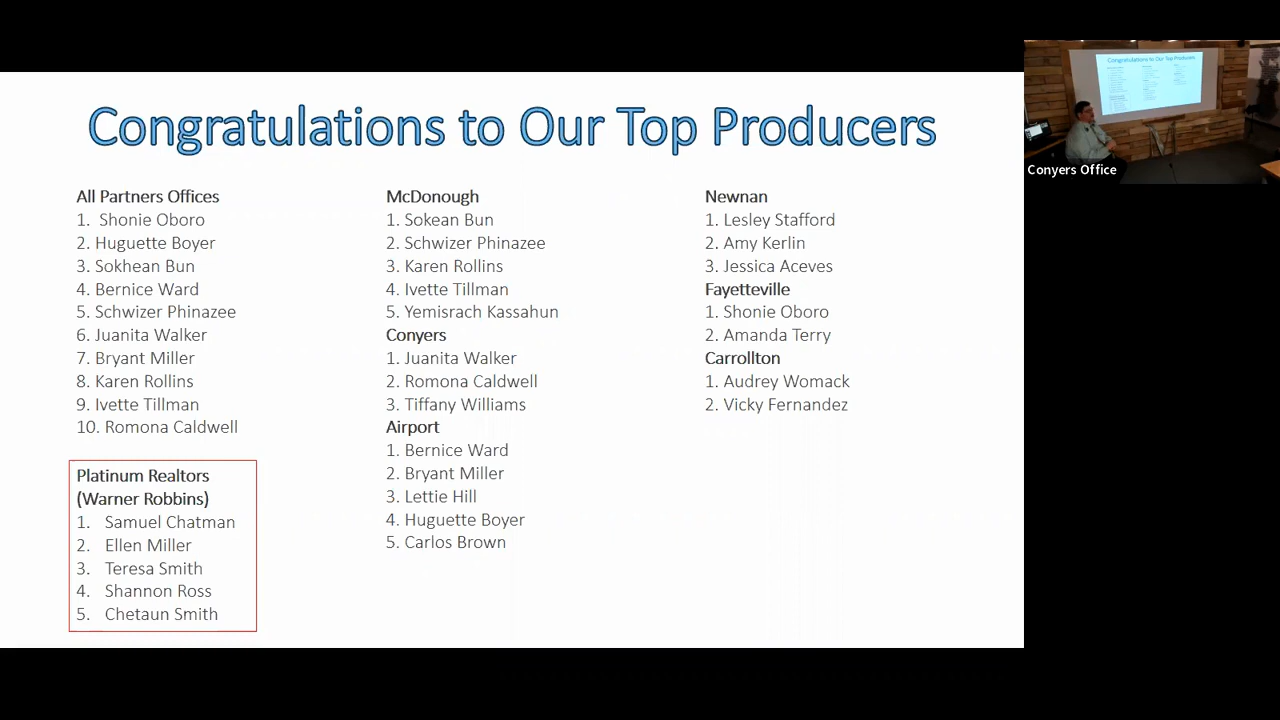 Congratulations to Our Top Producers
All Partners Offices
1. Shonie Oboro
2. Huguette Boyer
3. Sokhean Bun
4. Bernice Ward
5. Schwizer Phinazee
6. Juanita Walker
7. Bryant Miller
8. Karen Rollins
9. Ivette Tillman
10. Romona Caldwell
Platinum Realtors
(Warner Robbins)
1. Samuel Chatman
2. Ellen Miller
3. Teresa Smith
4. Shannon Ross
5. Chetaun Smith
McDonough
1. Sokean Bun
2. Schwizer Phinazee
3. Karen Rollins
4. Ivette Tillman
5. Yemisrach Kassahun
Conyers
1. Juanita Walker
2. Romona Caldwell
3. Tiffany Williams
Airport
1. Bernice Ward
2. Bryant Miller
3. Lettie Hill
4. Huguette Boyer
5. Carlos Brown
Newnan
1. Lesley Stafford
2. Amy Kerlin
3. Jessica Aceves
Fayetteville
1. Shonie Oboro
2. Amanda Terry
Carrollton
1. Audrey Womack
2. Vicky Fernandez
Congratulations to Our Top Producers
Conyers Office